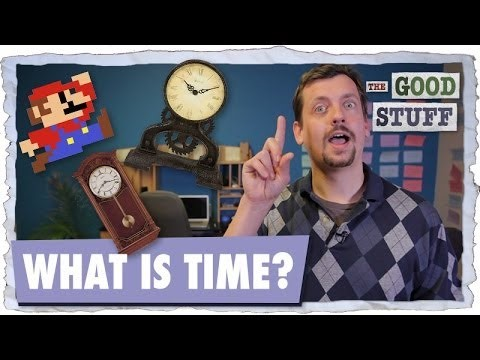 THE GOOD
STUFF
WHAT IS TIME?